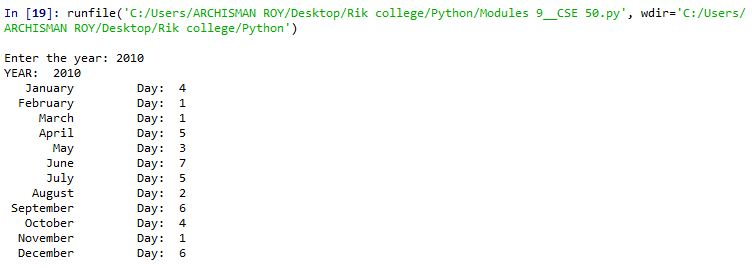 In [19]: runfile('C:/Users/ARCHISMAN ROY/Desktop/Rik college/Python/Modules 9__CSE 50.py', wdir='C:/Users/
ARCHISMAN ROY/Desktop/Rik college/Python')
Enter the year: 2010
YEAR:  2010
January Day: 4
February Day: 1
March Day: 1
April Day: 5
May Day: 3
June Day: 7
July Day: 5
August Day: 2
September Day: 6
October Day: 4
November Day: 1
December Day: 6